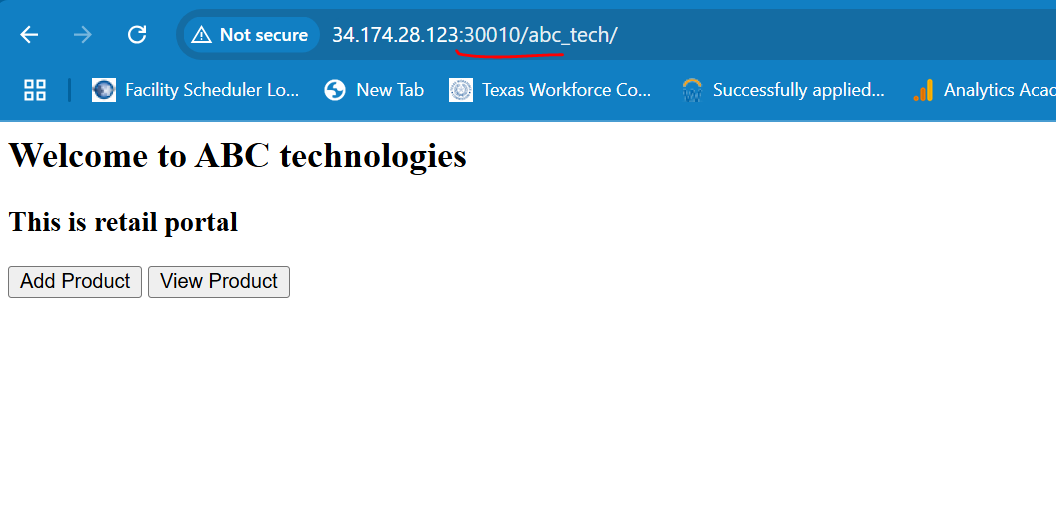 Not secure 34.174.28.123:30010/abc_tech/
Facility Scheduler Lo... New Tab Texas Workforce Co... Successfully applied... Analytics Acad
Welcome to ABC technologies
This is retail portal
Add Product View Product